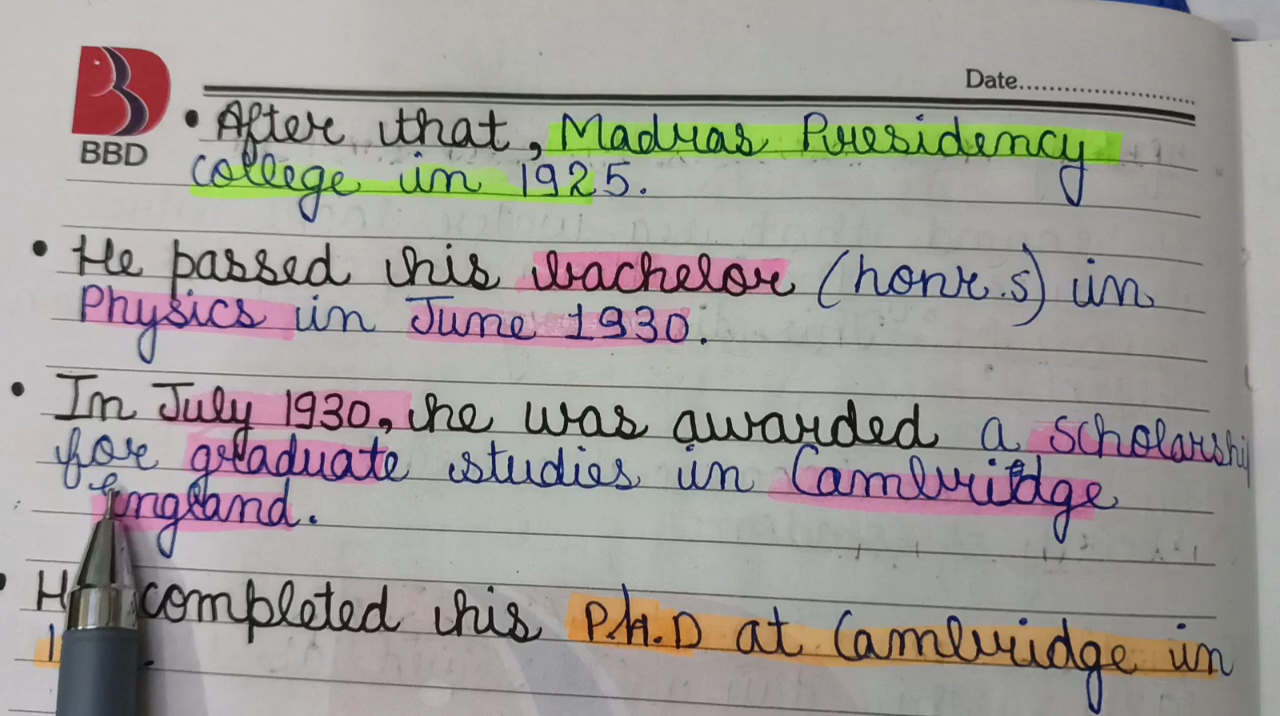 Date
BBD
• After that, Madras Presidency
college in 1925.
• He passed his bachelor (honr.s) in
Physics in June 1930.
• In July 1930, he was awarded a scholarship
for graduate studies in Cambridge
England.
• completed his P.H.D at Cambridge in